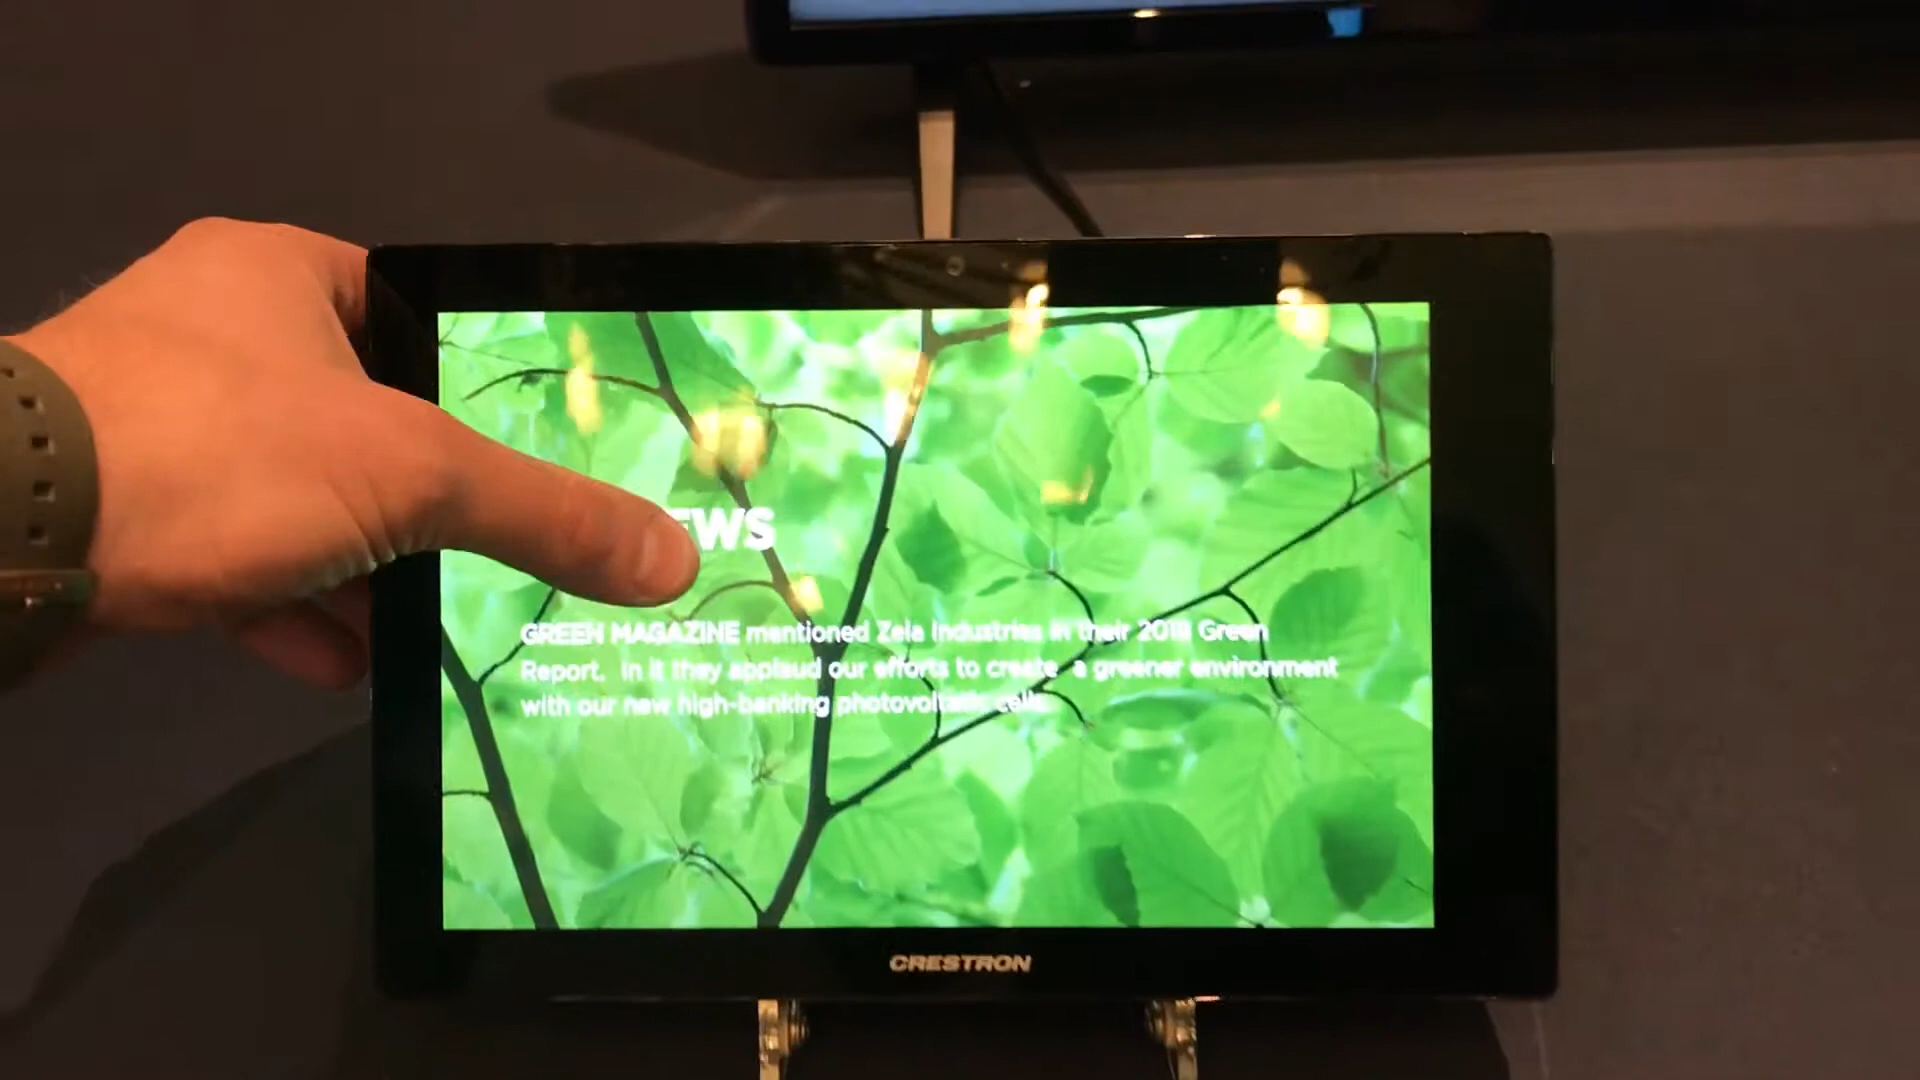 EWS
GREEN MAGAZINE mentioned Zela Industries in their 2018 Green
Report. In it they applaud our efforts to create a greener environment
with our new high-banking photovoltaic cells.
CRESTRON